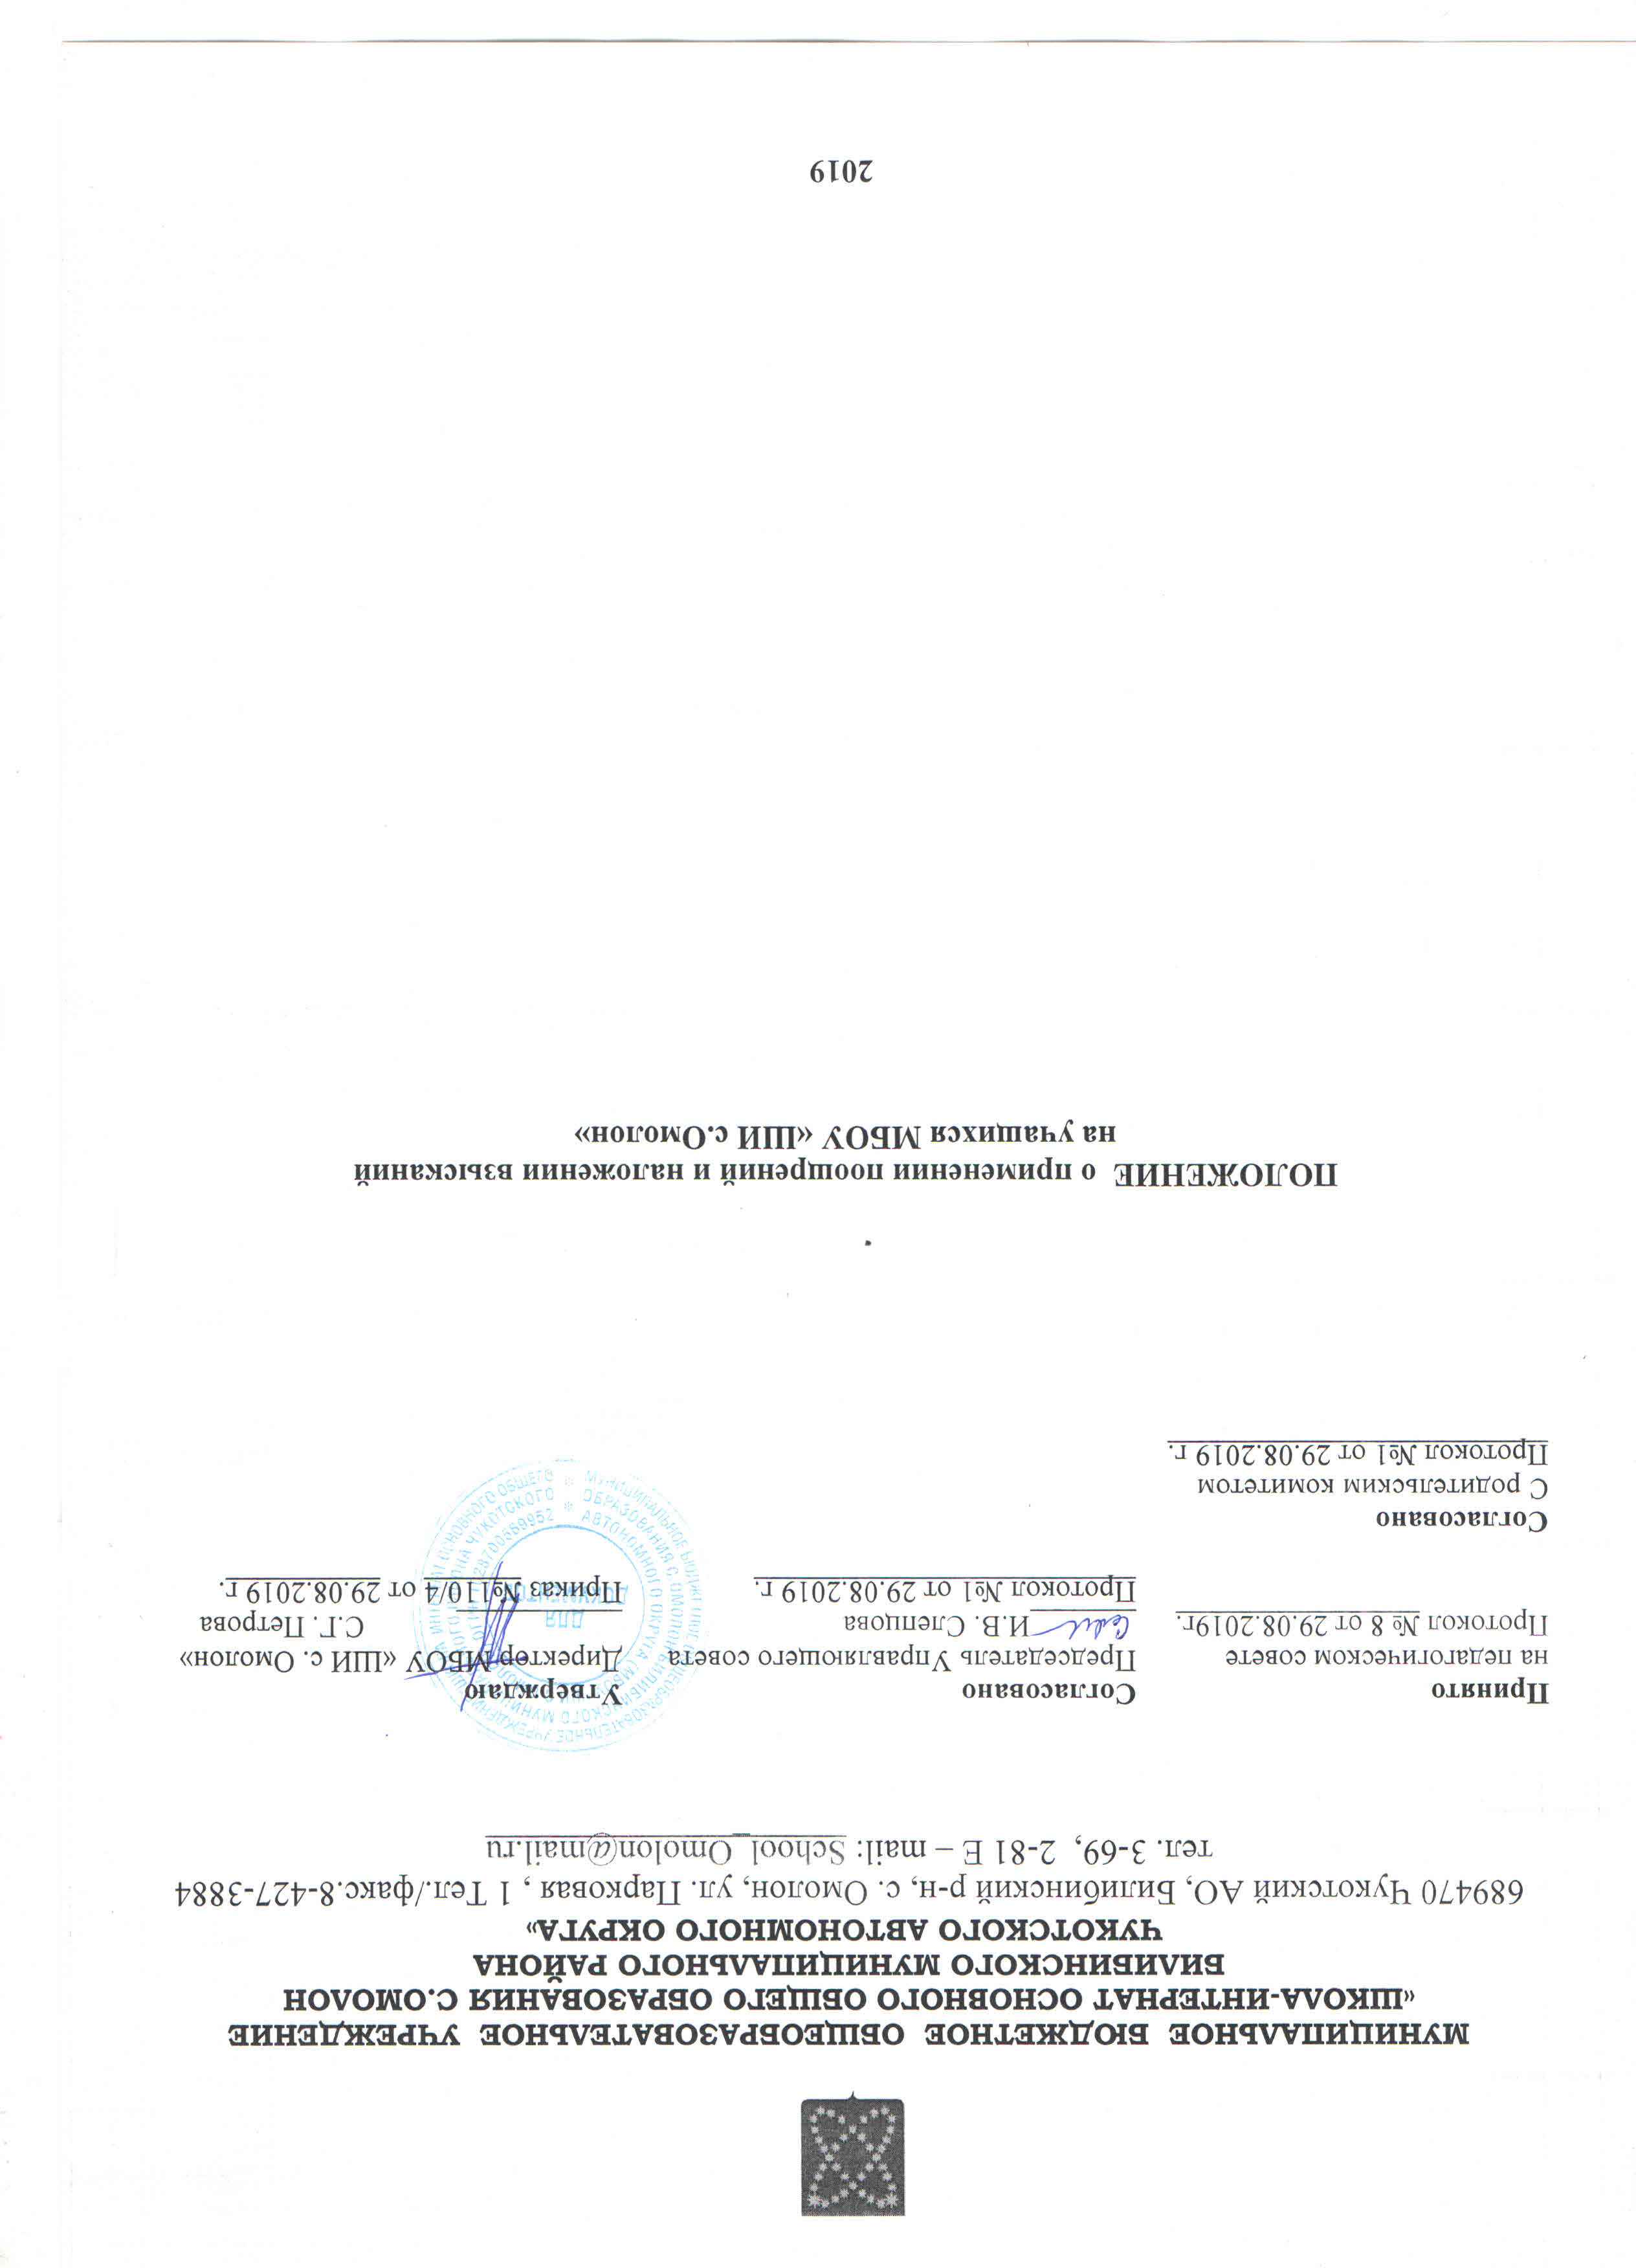 МУНИЦИПАЛЬНОЕ БЮДЖЕТНОЕ ОБЩЕОБРАЗОВАТЕЛЬНОЕ УЧРЕЖДЕНИЕ
«ШКОЛА-ИНТЕРНАТ ОСНОВНОГО ОБЩЕГО ОБРАЗОВАНИЯ С.ОМОЛОН
БИЛИБИНСКОГО МУНИЦИПАЛЬНОГО РАЙОНА
ЧУКОТСКОГО АВТОНОМНОГО ОКРУГА»
689470 Чукотский АО, Билибинский р-н, с. Омолон, ул. Парковая , 1 Тел./факс.8-427-3884
тел. 3-69, 2-81 E – mail: School_Omolon@mail.ru
Принято
на педагогическом совете
Протокол № 8 от 29.08.2019г.
Согласовано
Председатель Управляющего совета
И.В. Слепцова
Протокол №1 от 29.08.2019 г.
Утверждаю
Директор МБОУ «ШИ с. Омолон»
С.Г. Петрова
Приказ №110/4 от 29.08.2019 г.
Согласовано
С родительским комитетом
Протокол №1 от 29.08.2019 г.
ПОЛОЖЕНИЕ о применении поощрений и наложении взысканий
на учащихся МБОУ «ШИ с.Омолон»
2019